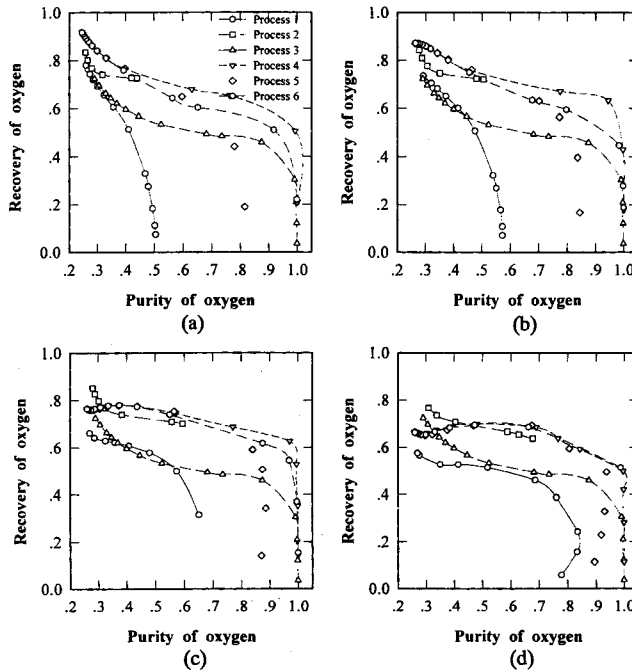 1.0
.8
.6
.4
.2
0.0
Recovery of oxygen
.2 .3 .4 .5 .6 .7 .8 .9 1.0
Purity of oxygen
(a)
Process 1
Process 2
Process 3
Process 4
Process 5
Process 6
1.0
.8
.6
.4
.2
0.0
Recovery of oxygen
.2 .3 .4 .5 .6 .7 .8 .9 1.0
Purity of oxygen
(b)
1.0
.8
.6
.4
.2
0.0
Recovery of oxygen
.2 .3 .4 .5 .6 .7 .8 .9 1.0
Purity of oxygen
(c)
1.0
.8
.6
.4
.2
0.0
Recovery of oxygen
.2 .3 .4 .5 .6 .7 .8 .9 1.0
Purity of oxygen
(d)